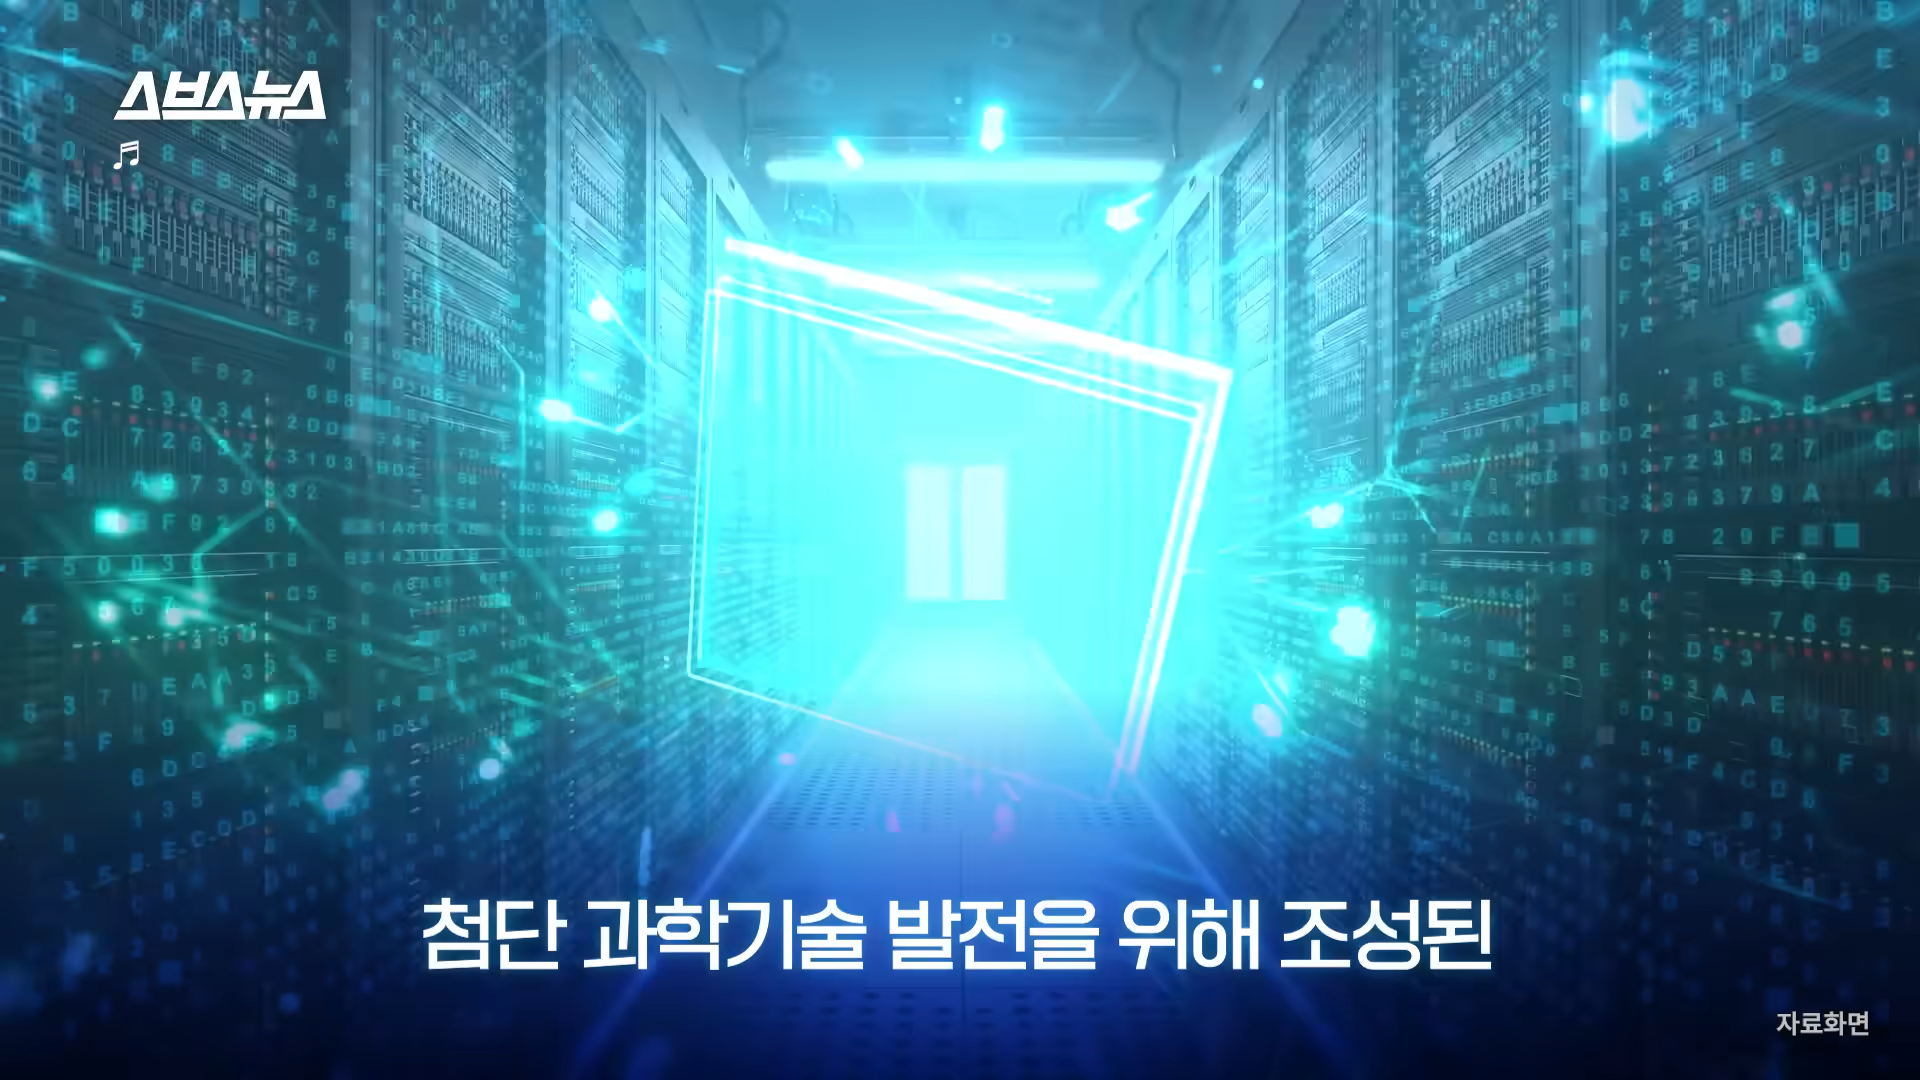 스브스뉴스
첨단 과학기술 발전을 위해 조성된
자료화면